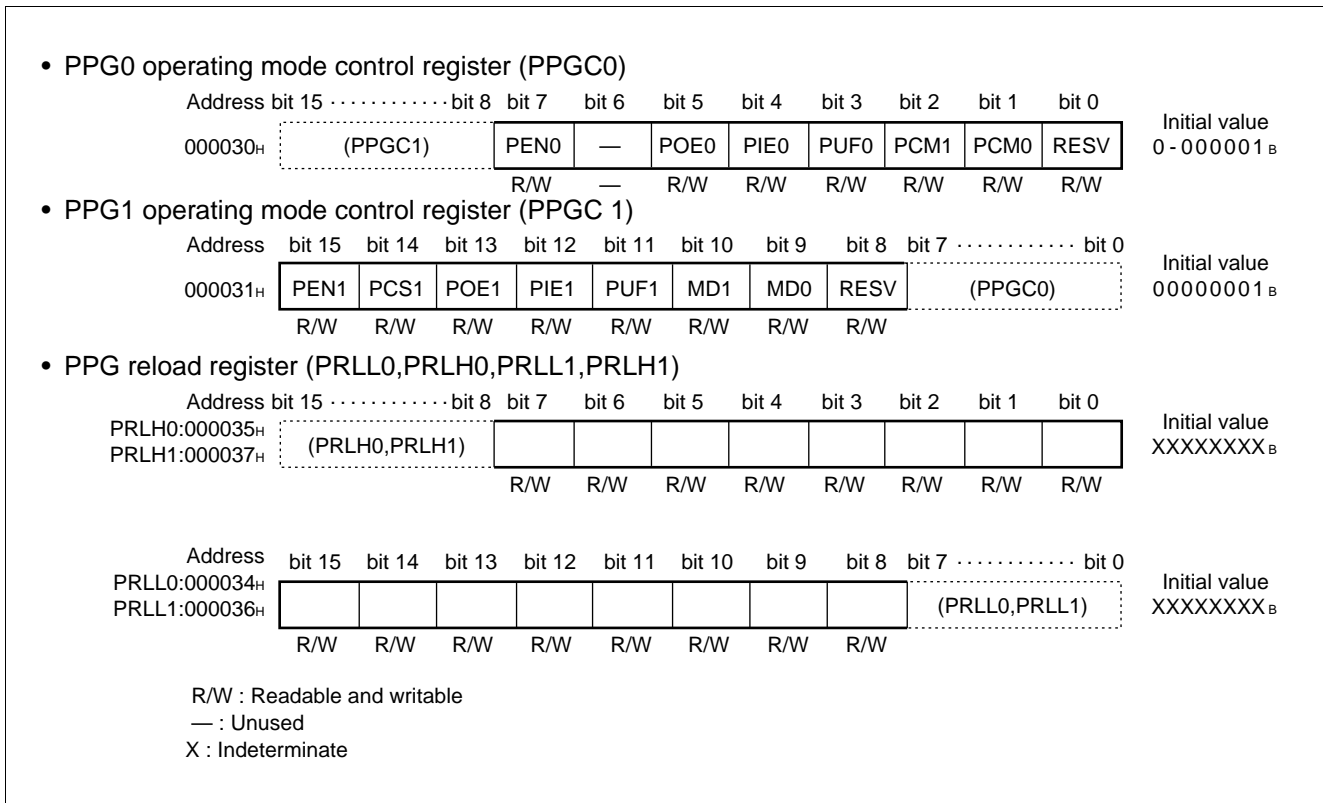 • PPG0 operating mode control register (PPGC0)
Address bit 15 ············ bit 8 bit 7 bit 6 bit 5 bit 4 bit 3 bit 2 bit 1 bit 0
Initial value
000030H (PPGC1) PEN0 — POE0 PIE0 PUF0 PCM1 PCM0 RESV 0-000001B
R/W — R/W R/W R/W R/W R/W R/W
• PPG1 operating mode control register (PPGC 1)
Address bit 15 bit 14 bit 13 bit 12 bit 11 bit 10 bit 9 bit 8 bit 7 ············ bit 0
Initial value
000031H PEN1 PCS1 POE1 PIE1 PUF1 MD1 MD0 RESV (PPGC0) 00000001B
R/W R/W R/W R/W R/W R/W R/W R/W
• PPG reload register (PRLL0,PRLH0,PRLL1,PRLH1)
Address bit 15 ············ bit 8 bit 7 bit 6 bit 5 bit 4 bit 3 bit 2 bit 1 bit 0
PRLH0:000035H Initial value
PRLH1:000037H (PRLH0,PRLH1) XXXXXXXXB
R/W R/W R/W R/W R/W R/W R/W R/W
Address bit 15 bit 14 bit 13 bit 12 bit 11 bit 10 bit 9 bit 8 bit 7 ············ bit 0
PRLL0:000034H Initial value
PRLL1:000036H (PRLL0,PRLL1) XXXXXXXXB
R/W R/W R/W R/W R/W R/W R/W R/W
R/W : Readable and writable
— : Unused
X : Indeterminate